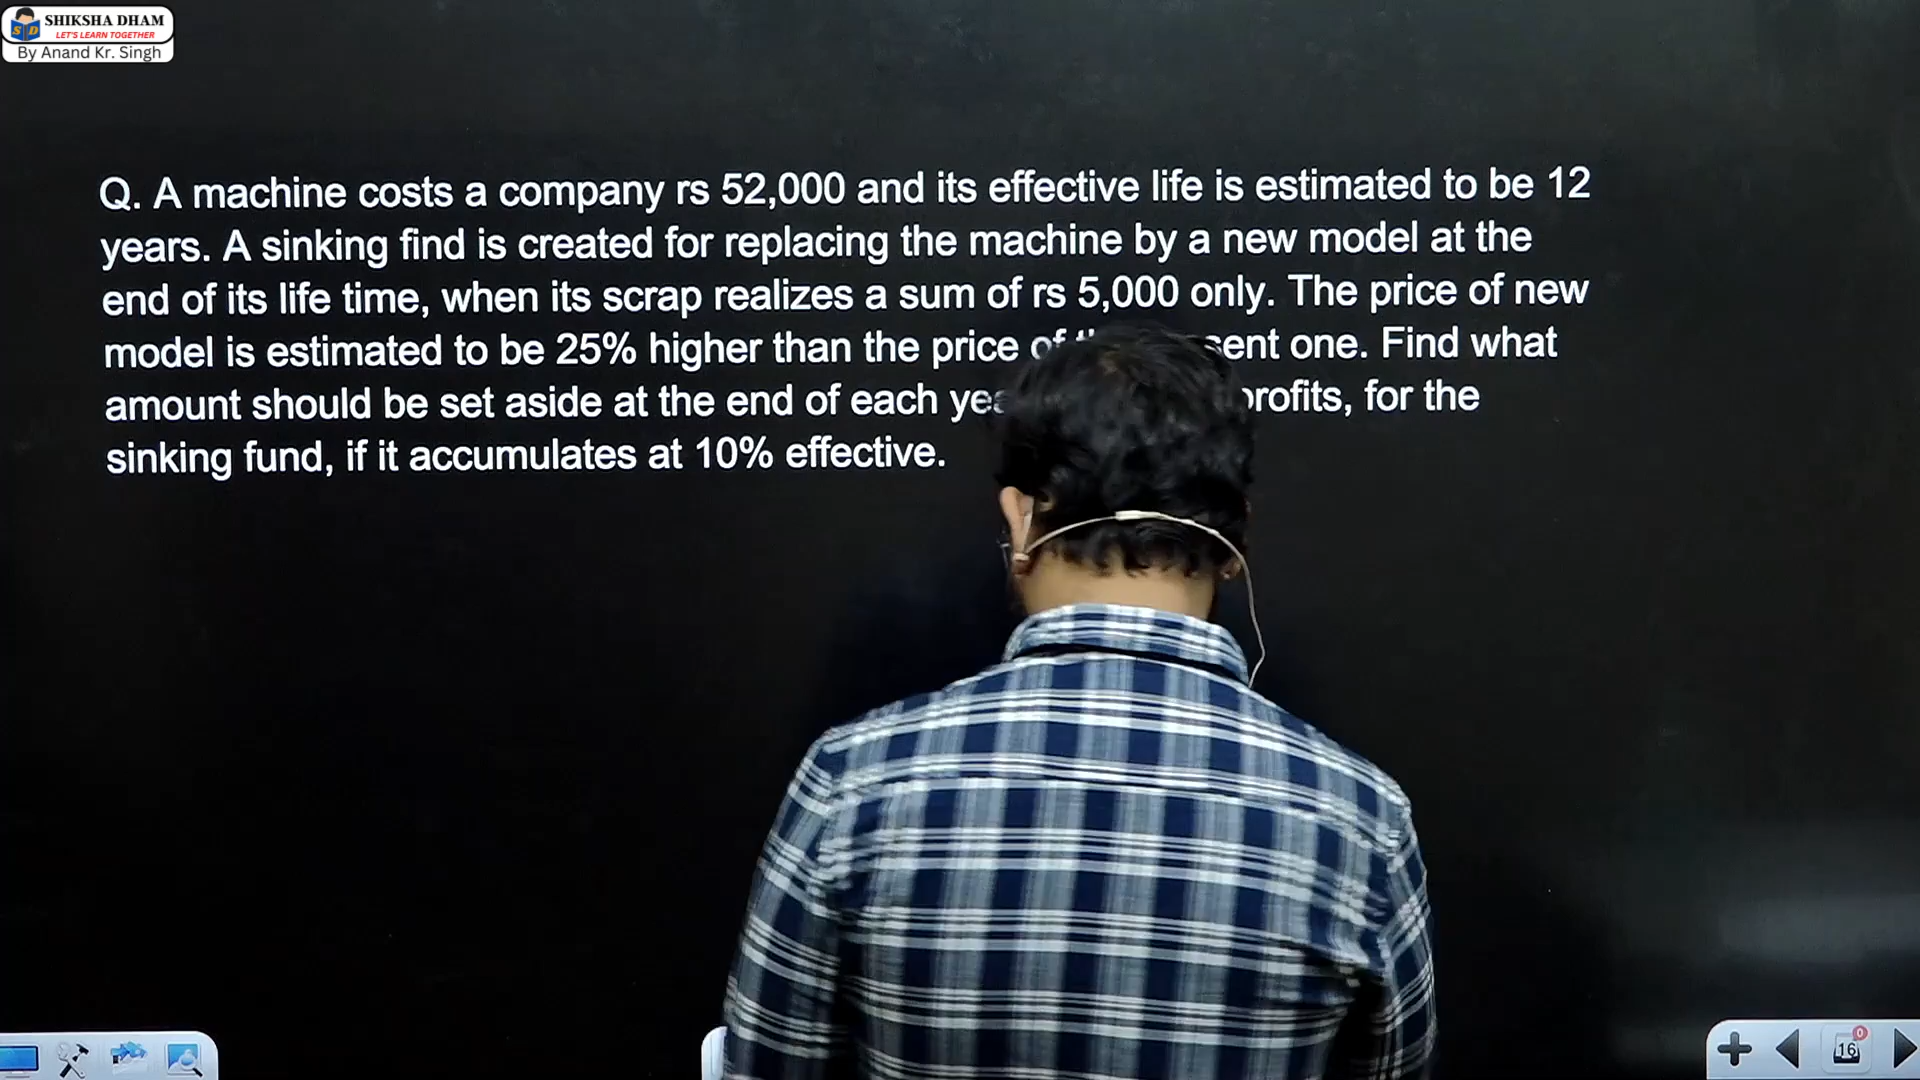 SHIKSHA DHAM
LET'S LEARN TOGETHER
S D
By Anand Kr. Singh
Q. A machine costs a company rs 52,000 and its effective life is estimated to be 12
years. A sinking find is created for replacing the machine by a new model at the
end of its life time, when its scrap realizes a sum of rs 5,000 only. The price of new
model is estimated to be 25% higher than the price of one. Find what
amount should be set aside at the end of each for the
sinking fund, if it accumulates at 10% effective.
0
16